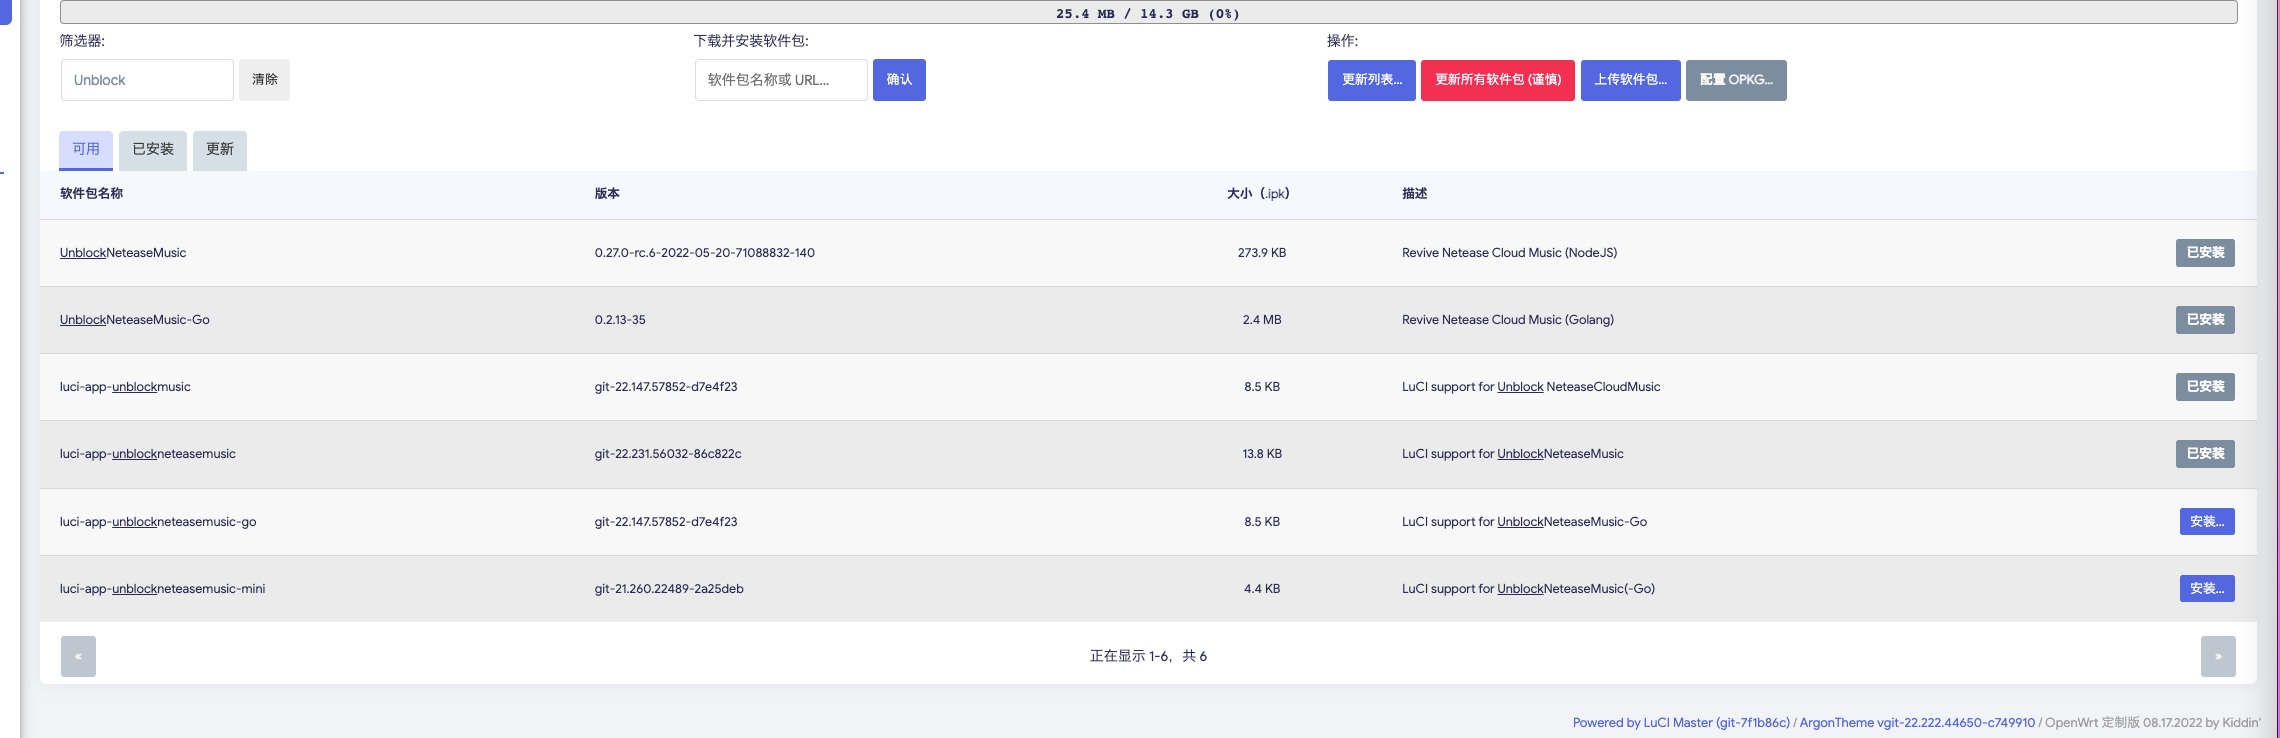 25.4 MB / 14.3 GB (0%)
筛选器: 下载并安装软件包: 操作:
Unblock 清除 软件包名称或 URL... 确认 更新列表... 更新所有软件包 (谨慎) 上传软件包... 配置 OPKG...
可用 已安装 更新
软件包名称 版本 大小 (.ipk) 描述
UnblockNeteaseMusic 0.27.0-rc.6-2022-05-20-71088832-140 273.9 KB Revive Netease Cloud Music (NodeJS) 已安装
UnblockNeteaseMusic-Go 0.2.13-35 2.4 MB Revive Netease Cloud Music (Golang) 已安装
luci-app-unblockmusic git-22.147.57852-d7e4f23 8.5 KB LuCI support for Unblock NeteaseCloudMusic 已安装
luci-app-unblockneteasemusic git-22.231.56032-86c822c 13.8 KB LuCI support for UnblockNeteaseMusic 已安装
luci-app-unblockneteasemusic-go git-22.147.57852-d7e4f23 8.5 KB LuCI support for UnblockNeteaseMusic-Go 安装...
luci-app-unblockneteasemusic-mini git-21.260.22489-2a25deb 4.4 KB LuCI support for UnblockNeteaseMusic(-Go) 安装...
« 正在显示 1-6，共 6 »
Powered by LuCI Master (git-7f1b86c) / ArgonTheme vgit-22.222.44650-c749910 / OpenWrt 定制版 08.17.2022 by Kiddin'